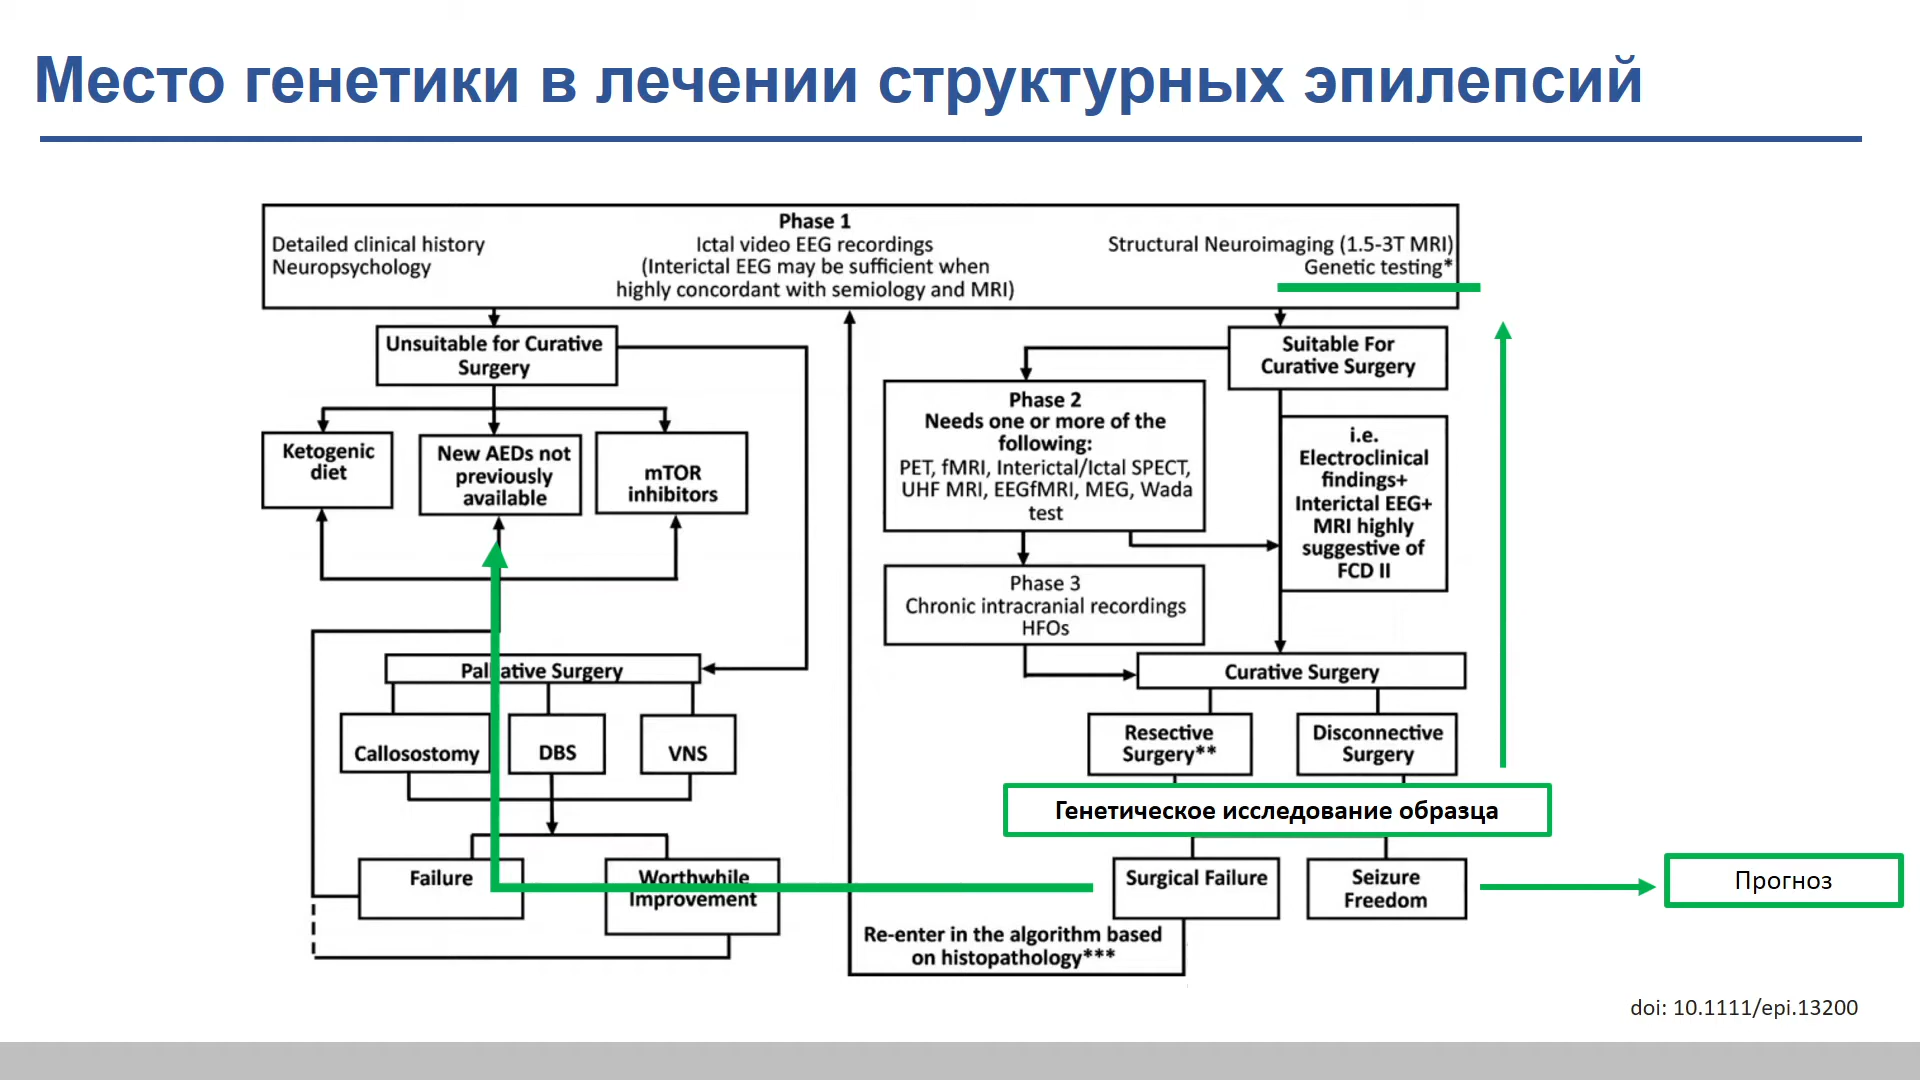 Место генетики в лечении структурных эпилепсий
Phase 1
Detailed clinical history
Neuropsychology
Ictal video EEG recordings
(Interictal EEG may be sufficient when
highly concordant with semiology and MRI)
Structural Neuroimaging (1.5-3T MRI)
Genetic testing*
Unsuitable for Curative
Surgery
Suitable For
Curative Surgery
Ketogenic
diet
New AEDs not
previously
available
mTOR
inhibitors
Phase 2
Needs one or more of the
following:
PET, fMRI, Interictal/Ictal SPECT,
UHF MRI, EEGfMRI, MEG, Wada
test
i.e.
Electroclinical
findings+
Interictal EEG+
MRI highly
suggestive of
FCD II
Phase 3
Chronic intracranial recordings
HFOs
Palliative Surgery
Curative Surgery
Callosostomy
DBS
VNS
Resective
Surgery**
Disconnective
Surgery
Генетическое исследование образца
Failure
Worthwhile
Improvement
Surgical Failure
Seizure
Freedom
Прогноз
Re-enter in the algorithm based
on histopathology***
doi: 10.1111/epi.13200